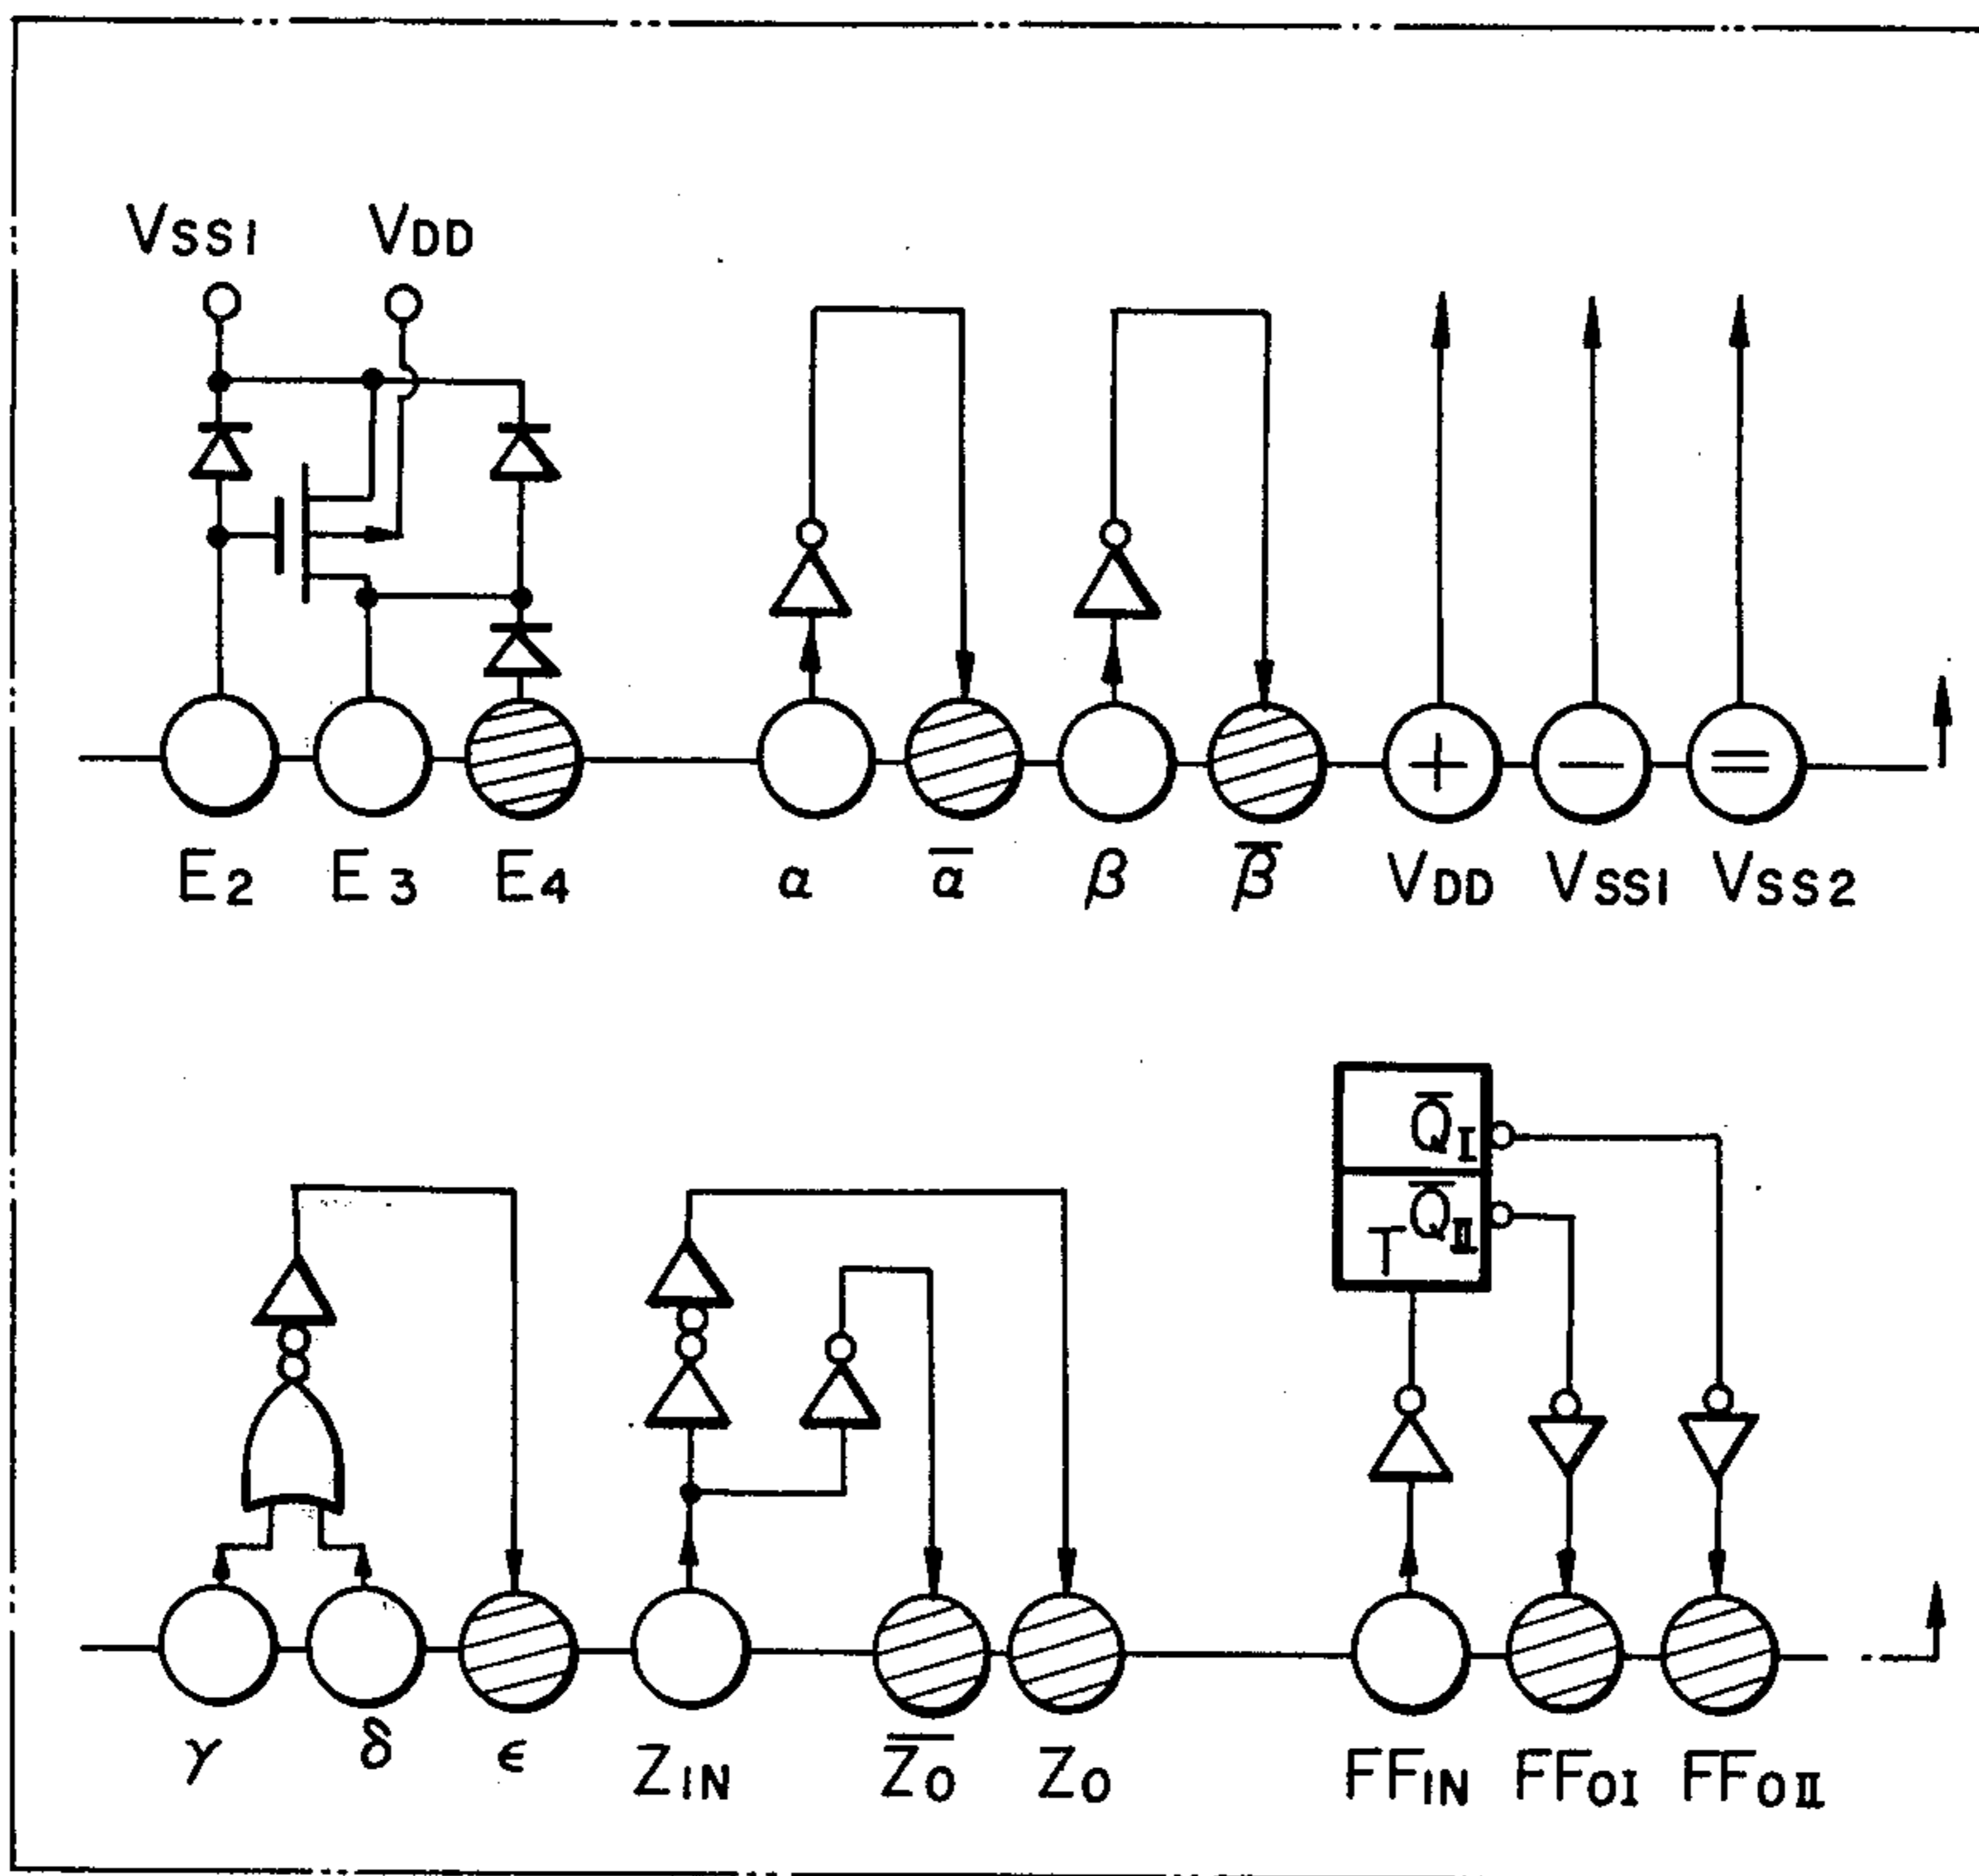 VSS1 VDD
+ − =
E2 E3 E4 α α̅ β β̅ VDD VSS1 VSS2
Q̅I
T Q̅II
γ δ ϵ ZIN Z̅O̅ ZO FFIN FFOI FFOII